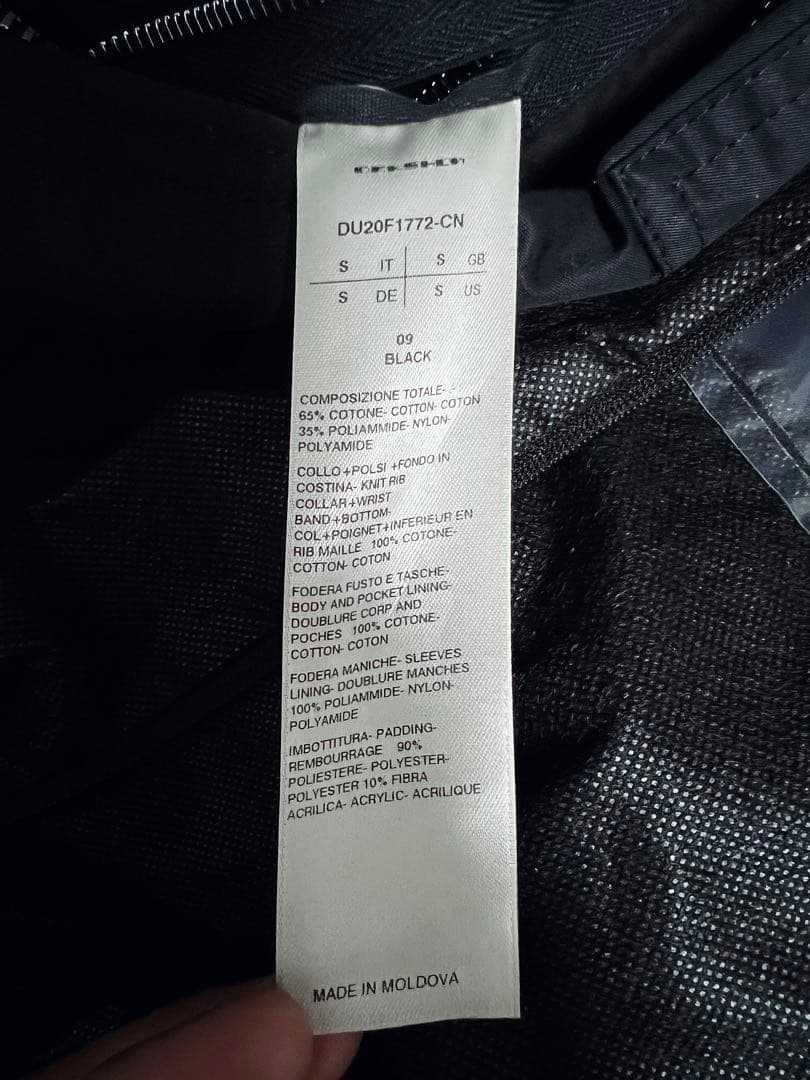 DU20F1772-CN
S IT S GB
S DE S US
09
BLACK
COMPOSIZIONE TOTALE- -
65% COTONE- COTTON- COTON
35% POLIAMMIDE- NYLON-
POLYAMIDE
COLLO+POLSI +FONDO IN
COSTINA- KNIT RIB
COLLAR+WRIST
BAND+BOTTOM-
COL+POIGNET+INFERIEUR EN
RIB MAILLE 100% COTONE-
COTTON- COTON
FODERA FUSTO E TASCHE-
BODY AND POCKET LINING-
DOUBLURE CORP AND
POCHES 100% COTONE-
COTTON- COTON
FODERA MANICHE- SLEEVES
LINING- DOUBLURE MANCHES
100% POLIAMMIDE- NYLON-
POLYAMIDE
IMBOTTITURA- PADDING-
REMBOURRAGE 90%
POLIESTERE- POLYESTER-
POLYESTER 10% FIBRA
ACRILICA- ACRYLIC- ACRILIQUE
MADE IN MOLDOVA